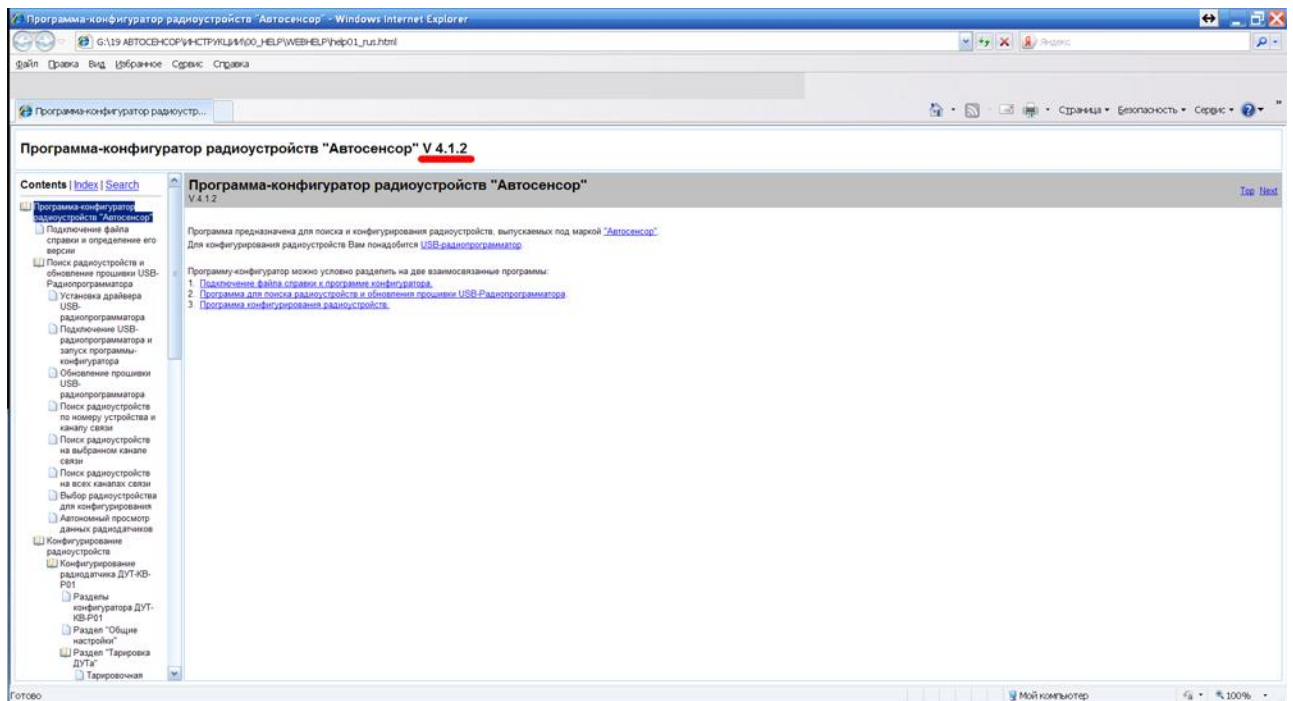 Программа-конфигуратор радиоустройств "Автосенсор" - Windows Internet Explorer
G:\19 АВТОСЕНСОР\ИНСТРУКЦИИ\00_HELP\WEBHELP\help01_rus.html
Яндекс
Файл Правка Вид Избранное Сервис Справка
Программа-конфигуратор радиоустр...
Страница Безопасность Сервис
Программа-конфигуратор радиоустройств "Автосенсор" V 4.1.2
Contents | Index | Search
Программа-конфигуратор
радиоустройств "Автосенсор"
Подключение файла
справки и определение его
версии
Поиск радиоустройств и
обновление прошивки USB-
Радиопрограмматора
Установка драйвера
USB-
радиопрограмматора
Подключение USB-
радиопрограмматора и
запуск программы-
конфигуратора
Обновление прошивки
USB-
радиопрограмматора
Поиск радиоустройств
по номеру устройства и
каналу связи
Поиск радиоустройств
на выбранном канале
связи
Поиск радиоустройств
на всех каналах связи
Выбор радиоустройства
для конфигурирования
Автономный просмотр
данных радиодатчиков
Конфигурирование
радиоустройств
Конфигурирование
радиодатчика ДУТ-КВ-
Р01
Разделы
конфигуратора ДУТ-
КВ-Р01
Раздел "Общие
настройки"
Раздел "Тарировка
ДУТа"
Тарировочная
Программа-конфигуратор радиоустройств "Автосенсор"
V 4.1.2
Top Next
Программа предназначена для поиска и конфигурирования радиоустройств, выпускаемых под маркой "Автосенсор".
Для конфигурирования радиоустройств Вам понадобится USB-радиопрограмматор.
Программу-конфигуратор можно условно разделить на две взаимосвязанные программы:
1. Подключение файла справки к программе конфигуратора.
2. Программа для поиска радиоустройств и обновления прошивки USB-Радиопрограмматора.
3. Программа конфигурирования радиоустройств.
Готово
Мой компьютер
100%